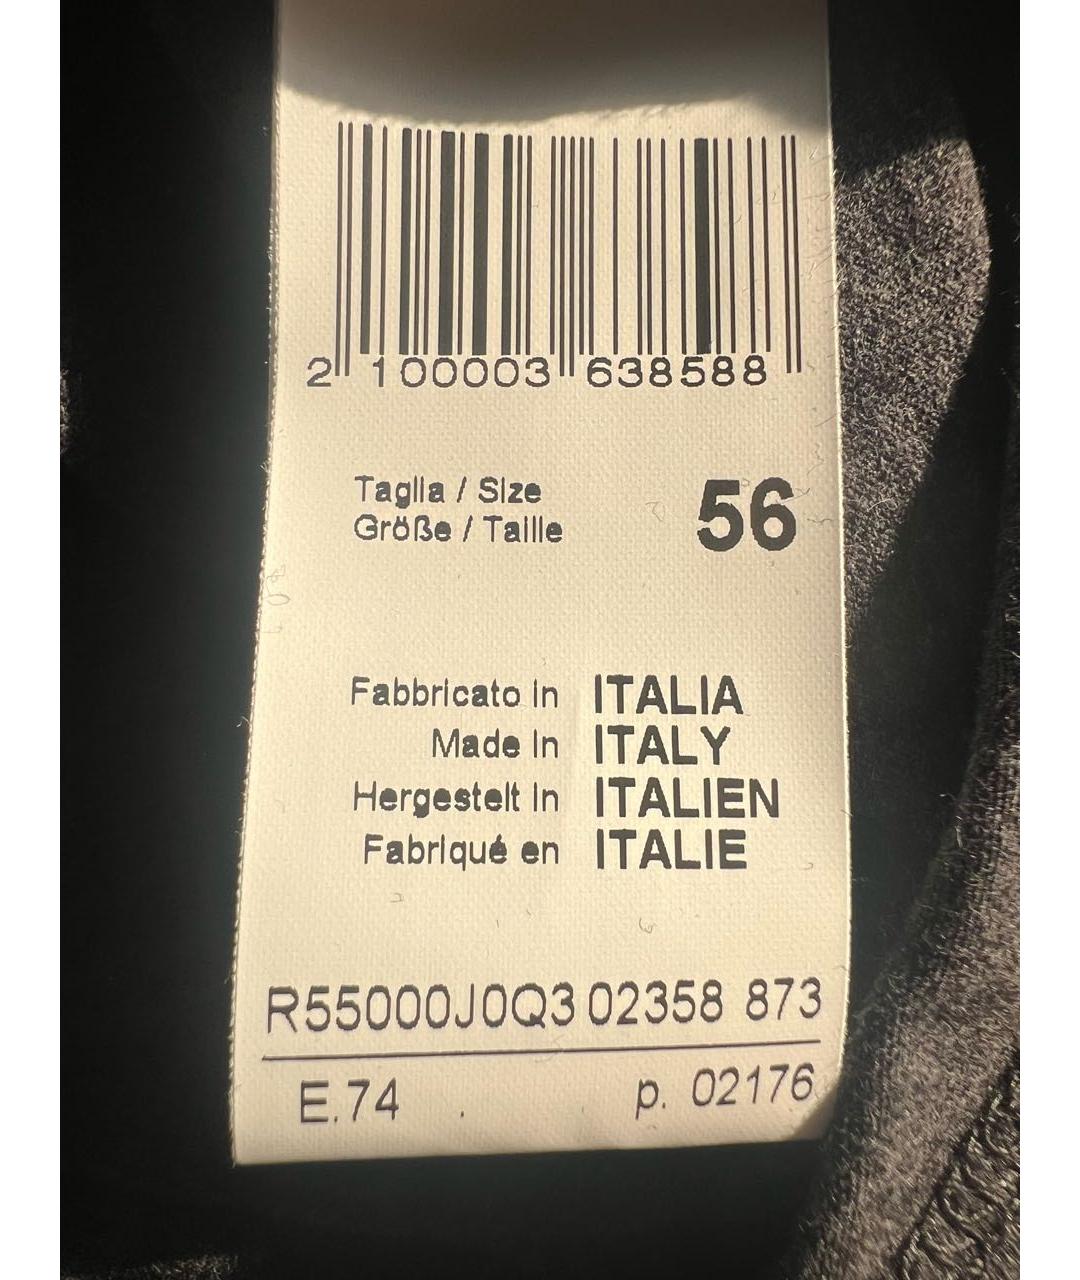 2 100003 638588
Taglia / Size 56
Größe / Taille
Fabbricato in ITALIA
Made in ITALY
Hergestelt in ITALIEN
Fabriqué en ITALIE
R55000J0Q3 02358 873
E.74 . p. 02176